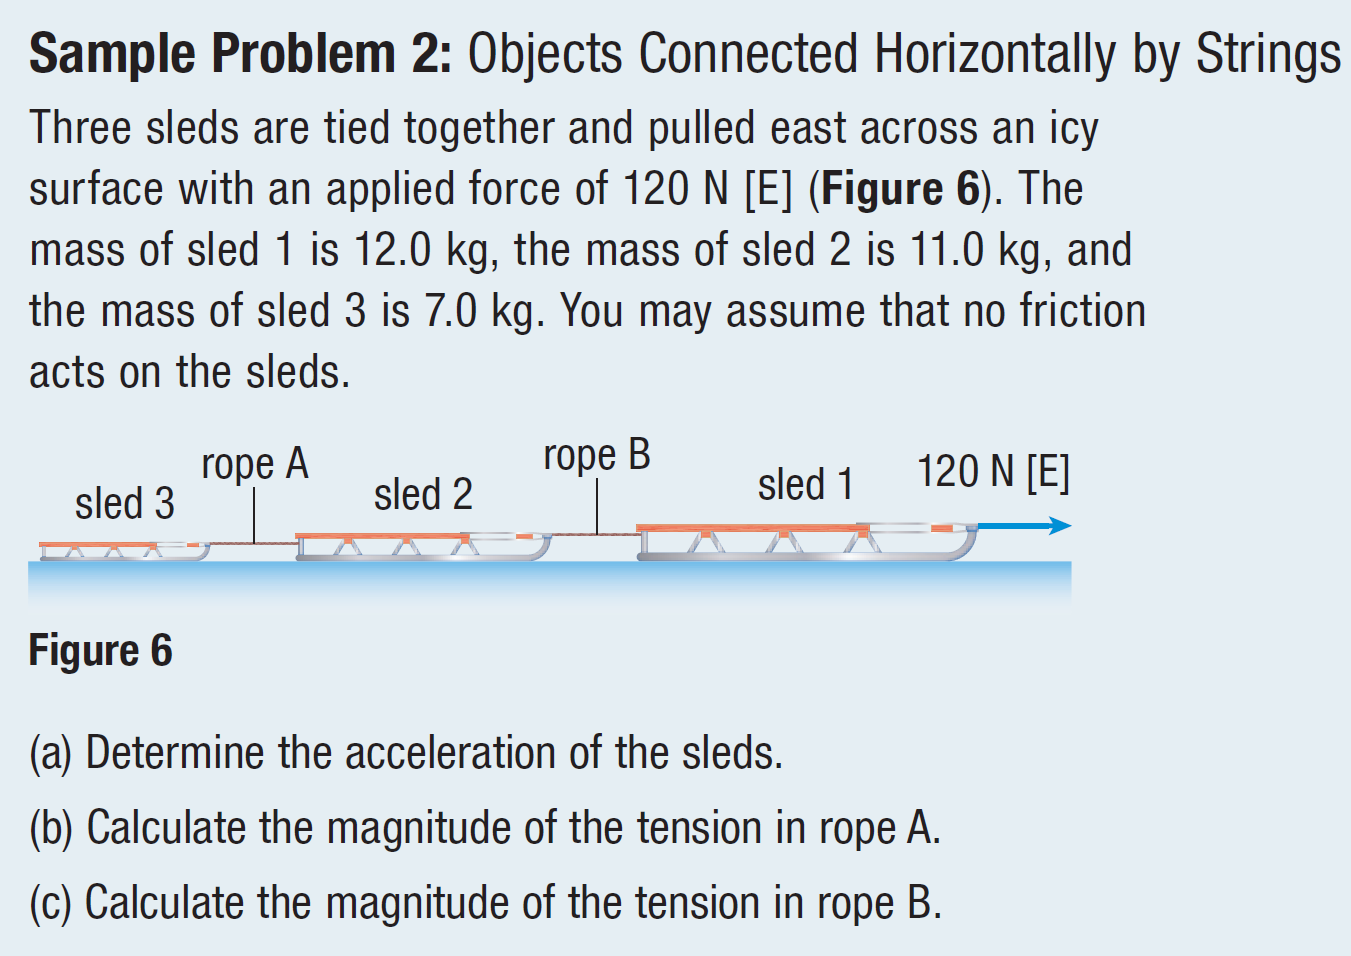 Sample Problem 2: Objects Connected Horizontally by Strings
Three sleds are tied together and pulled east across an icy
surface with an applied force of 120 N [E] (Figure 6). The
mass of sled 1 is 12.0 kg, the mass of sled 2 is 11.0 kg, and
the mass of sled 3 is 7.0 kg. You may assume that no friction
acts on the sleds.
sled 3
rope A
sled 2
rope B
sled 1
120 N [E]
Figure 6
(a) Determine the acceleration of the sleds.
(b) Calculate the magnitude of the tension in rope A.
(c) Calculate the magnitude of the tension in rope B.